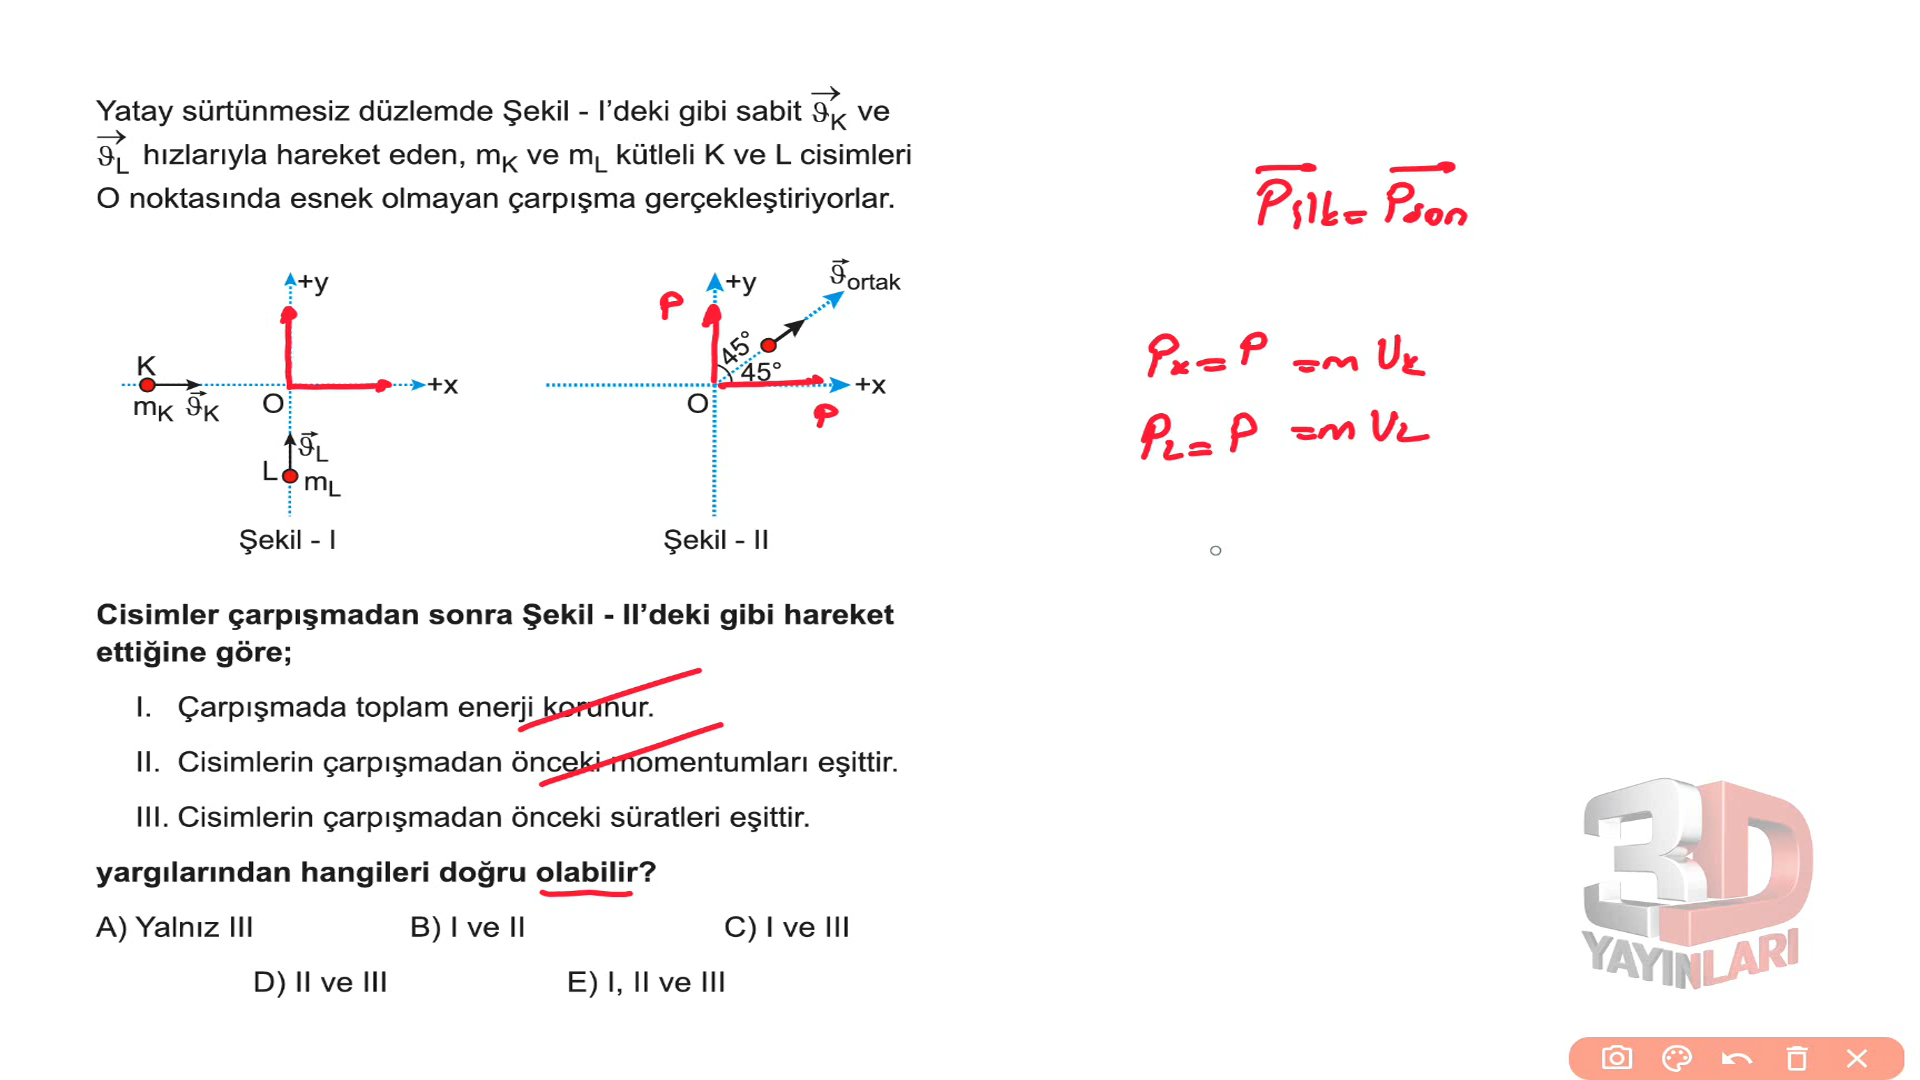 Yatay sürtünmesiz düzlemde Şekil - I’deki gibi sabit ϑK ve
ϑL hızlarıyla hareket eden, mK ve mL kütleli K ve L cisimleri
O noktasında esnek olmayan çarpışma gerçekleştiriyorlar.
+y
K
+x
mK ϑK
O
ϑL
L
mL
Şekil - I
P
+y
ϑortak
45°
45°
+x
O
P
Şekil - II
Cisimler çarpışmadan sonra Şekil - II’deki gibi hareket
ettiğine göre;
I. Çarpışmada toplam enerji korunur.
II. Cisimlerin çarpışmadan önceki momentumları eşittir.
III. Cisimlerin çarpışmadan önceki süratleri eşittir.
yargılarından hangileri doğru olabilir?
A) Yalnız III B) I ve II C) I ve III
D) II ve III E) I, II ve III
Pilk = Pson
PK = P = m UK
PL = P = m UL
3D
YAYINLARI